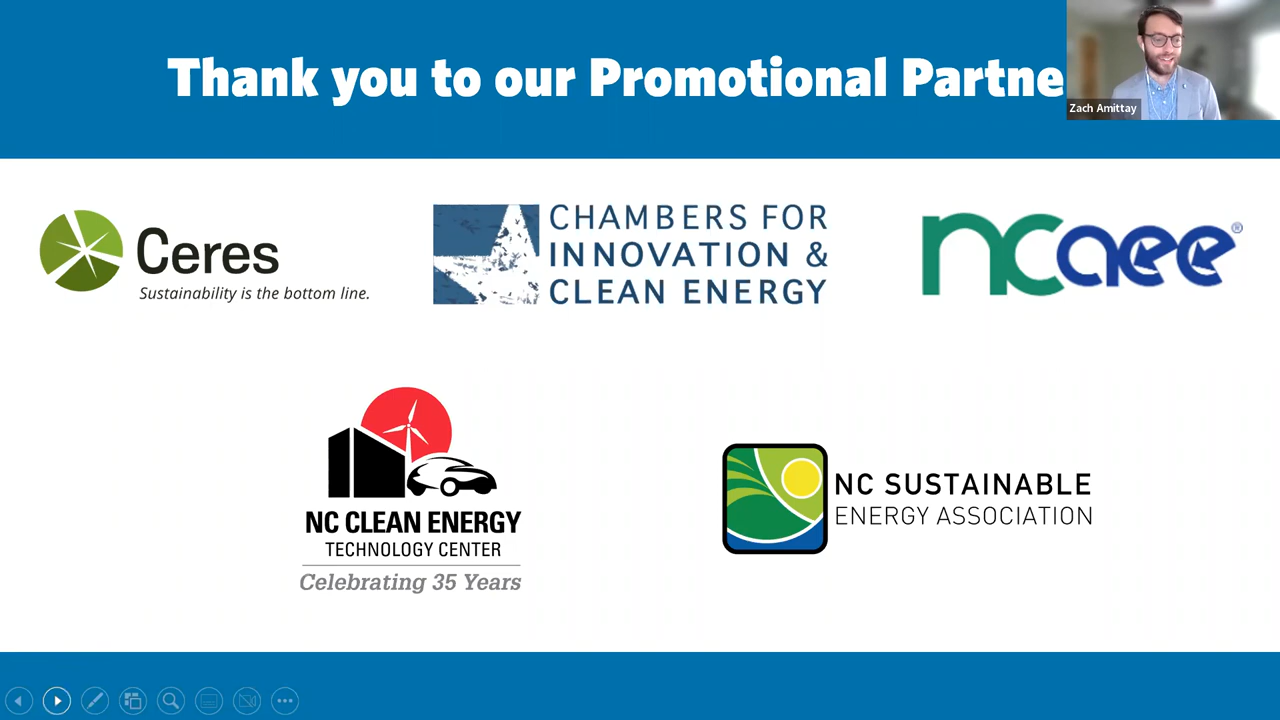 Thank you to our Promotional Partne
Zach Amittay
Ceres
Sustainability is the bottom line.
CHAMBERS FOR
INNOVATION &
CLEAN ENERGY
ncaee®
NC CLEAN ENERGY
TECHNOLOGY CENTER
Celebrating 35 Years
NC SUSTAINABLE
ENERGY ASSOCIATION